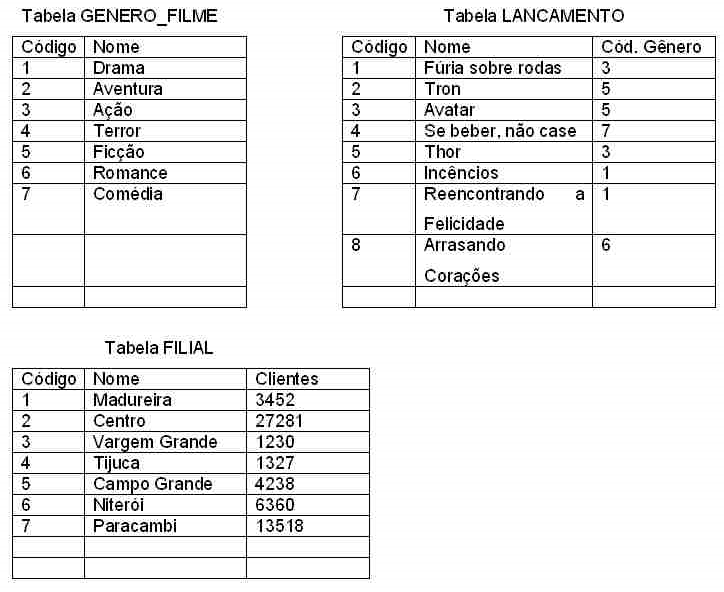 Tabela GENERO_FILME
Código Nome
1 Drama
2 Aventura
3 Ação
4 Terror
5 Ficção
6 Romance
7 Comédia
Tabela LANCAMENTO
Código Nome Cód. Gênero
1 Fúria sobre rodas 3
2 Tron 5
3 Avatar 5
4 Se beber, não case 7
5 Thor 3
6 Incêncios 1
7 Reencontrando a 1
Felicidade
8 Arrasando 6
Corações
Tabela FILIAL
Código Nome Clientes
1 Madureira 3452
2 Centro 27281
3 Vargem Grande 1230
4 Tijuca 1327
5 Campo Grande 4238
6 Niterói 6360
7 Paracambi 13518